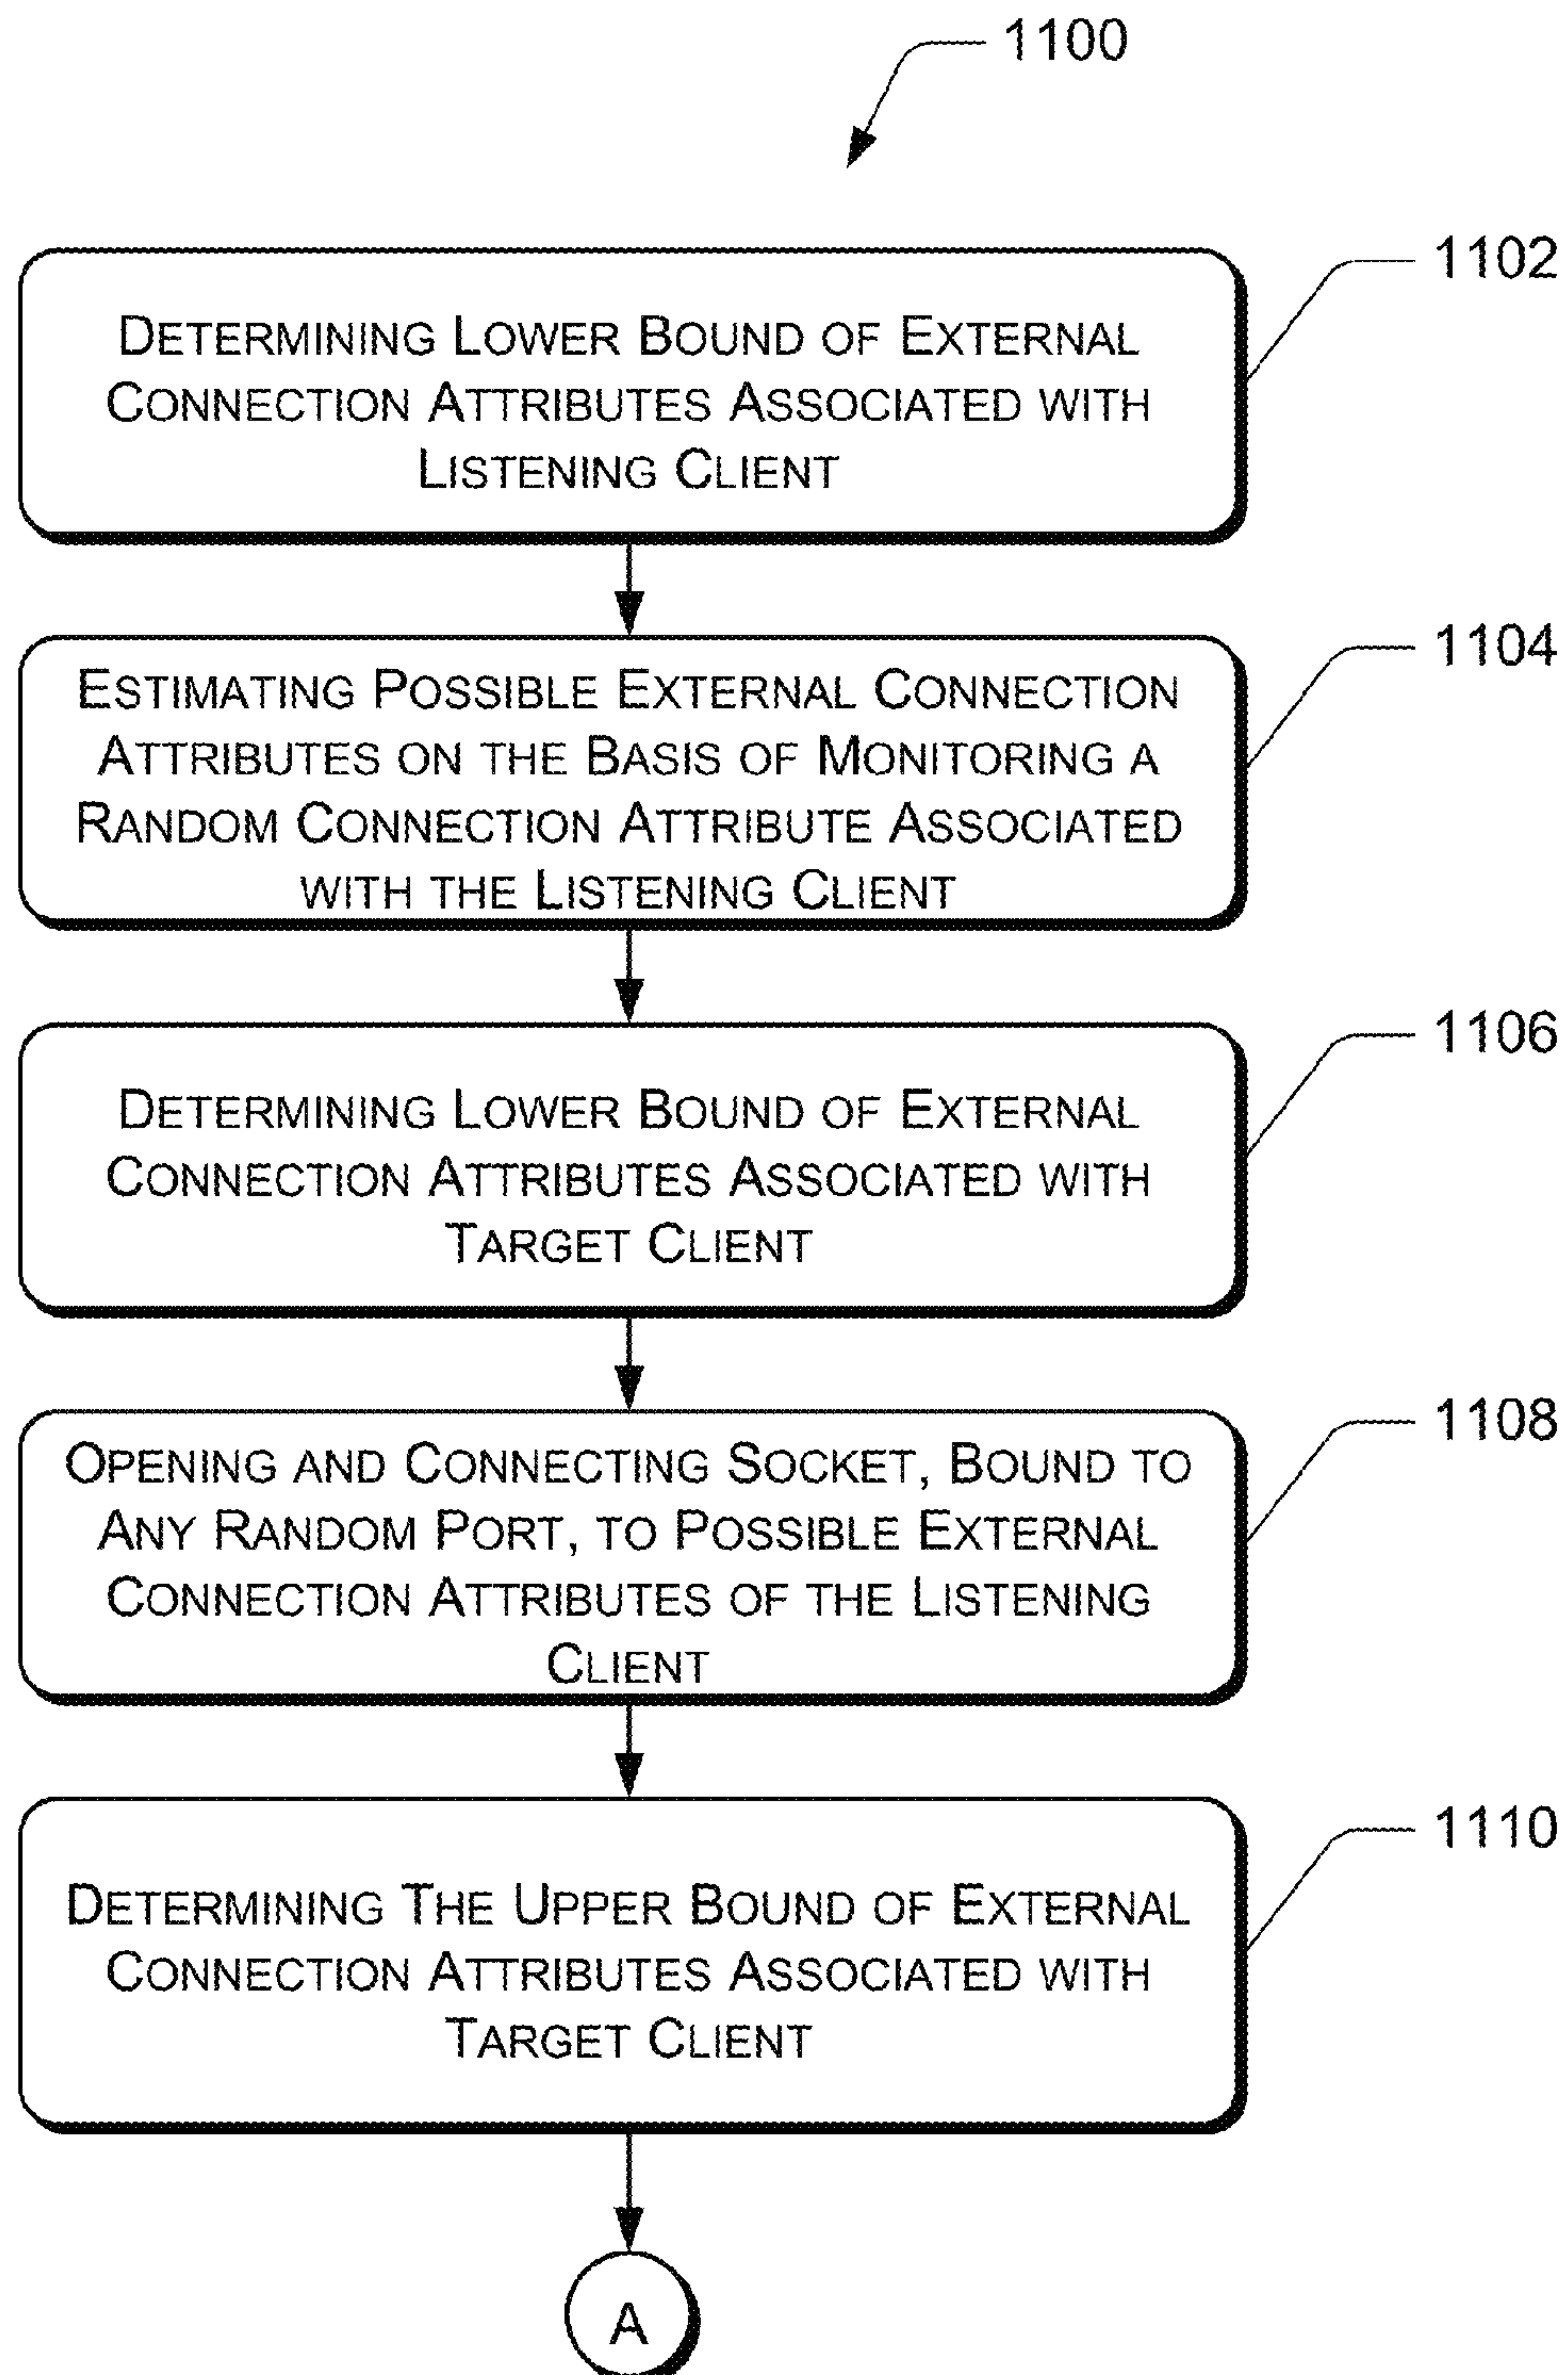 1100
1102
DETERMINING LOWER BOUND OF EXTERNAL
CONNECTION ATTRIBUTES ASSOCIATED WITH
LISTENING CLIENT
1104
ESTIMATING POSSIBLE EXTERNAL CONNECTION
ATTRIBUTES ON THE BASIS OF MONITORING A
RANDOM CONNECTION ATTRIBUTE ASSOCIATED
WITH THE LISTENING CLIENT
1106
DETERMINING LOWER BOUND OF EXTERNAL
CONNECTION ATTRIBUTES ASSOCIATED WITH
TARGET CLIENT
1108
OPENING AND CONNECTING SOCKET, BOUND TO
ANY RANDOM PORT, TO POSSIBLE EXTERNAL
CONNECTION ATTRIBUTES OF THE LISTENING
CLIENT
1110
DETERMINING THE UPPER BOUND OF EXTERNAL
CONNECTION ATTRIBUTES ASSOCIATED WITH
TARGET CLIENT
A